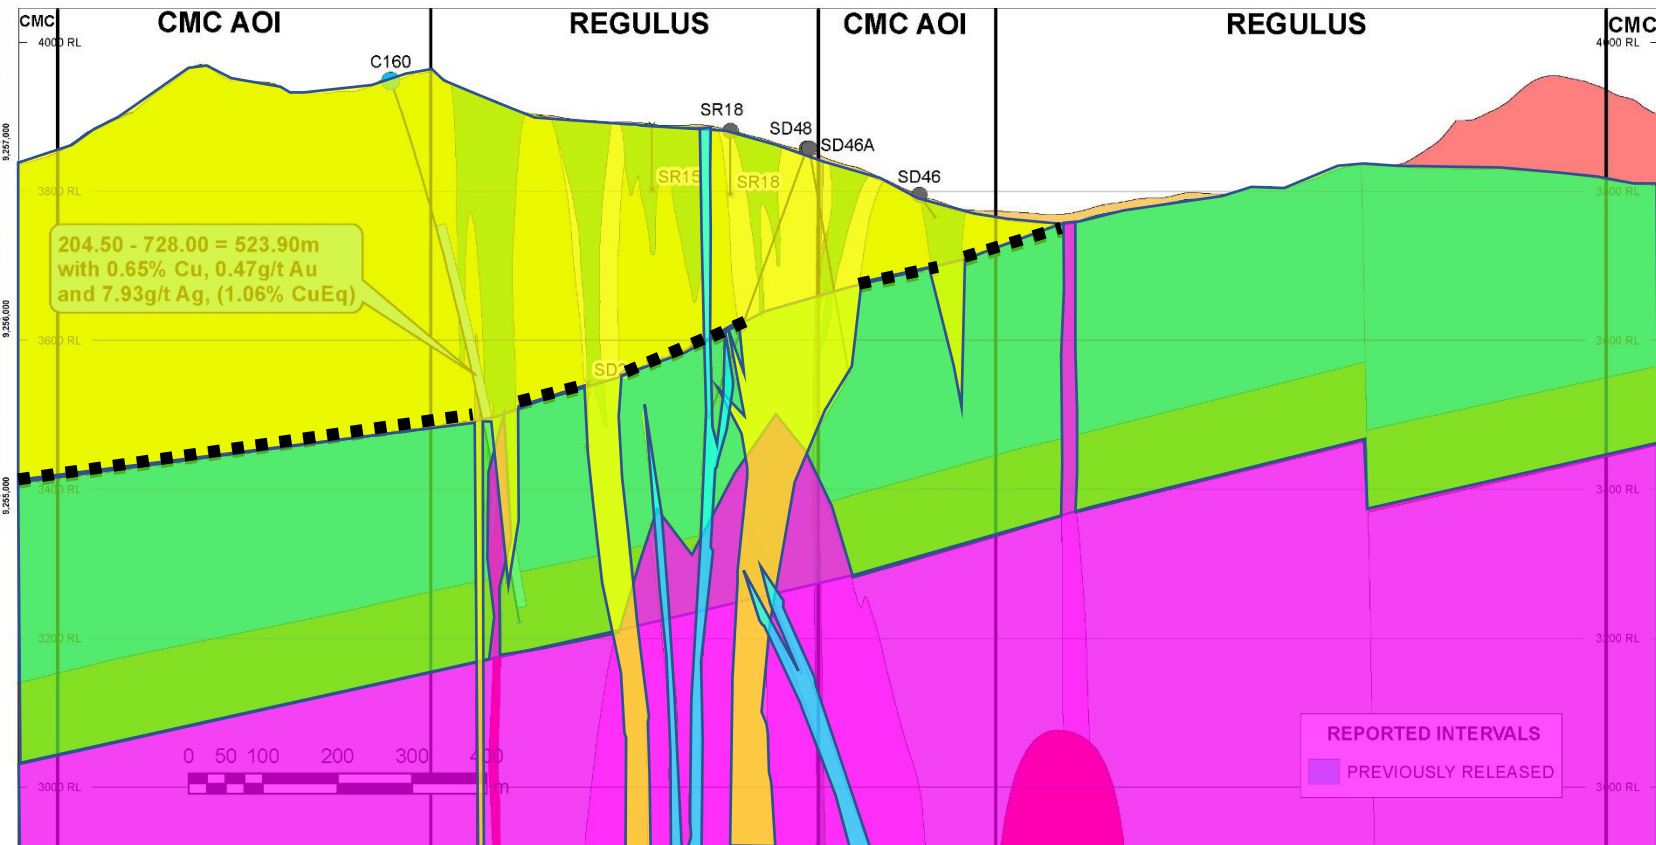 CMC
CMC AOI
REGULUS
CMC AOI
REGULUS
CMC
4000 RL
4000 RL
C160
SR18
SD48
SD46A
9,257,000
SR15
SR18
SD46
3800 RL
3800 RL
204.50 - 728.00 = 523.90m
with 0.65% Cu, 0.47g/t Au
and 7.93g/t Ag, (1.06% CuEq)
9,256,000
3600 RL
3600 RL
9,255,000
3400 RL
3400 RL
3200 RL
3200 RL
0 50 100 200 300 400
m
3000 RL
3000 RL
REPORTED INTERVALS
PREVIOUSLY RELEASED